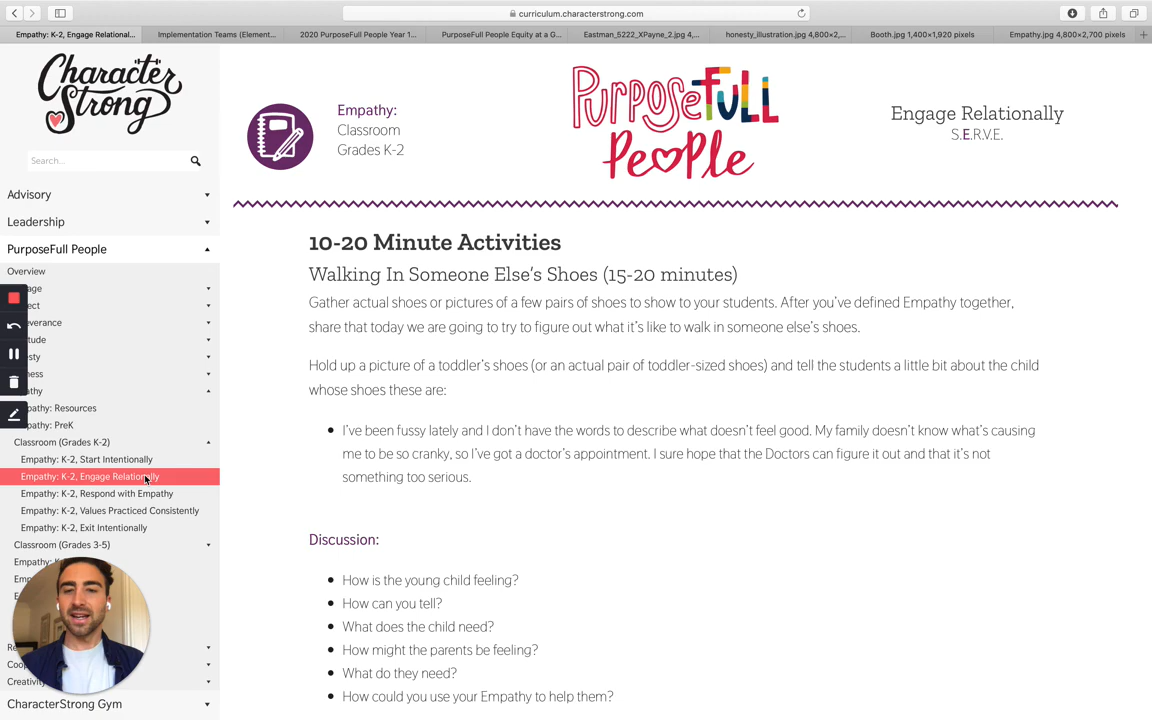 curriculum.characterstrong.com
Empathy: K-2, Engage Relational...
Implementation Teams (Element...
2020 PurposeFull People Year 1...
PurposeFull People Equity at a G...
Eastman_5222_XPayne_2.jpg 4,...
honesty_illustration.jpg 4,800×2,...
Booth.jpg 1,400×1,920 pixels
Empathy.jpg 4,800×2,700 pixels
Character
Strong
Search...
Advisory
Leadership
PurposeFull People
Overview
age
ect
everance
tude
sty
ness
athy
pathy: Resources
pathy: PreK
Classroom (Grades K-2)
Empathy: K-2, Start Intentionally
Empathy: K-2, Engage Relationally
Empathy: K-2, Respond with Empathy
Empathy: K-2, Values Practiced Consistently
Empathy: K-2, Exit Intentionally
Classroom (Grades 3-5)
Empathy:
Re
Coop
Creativity
CharacterStrong Gym
Empathy:
Classroom
Grades K-2
PURPOSEFULL
PEOPLE
Engage Relationally
S.E.R.V.E.
10-20 Minute Activities
Walking In Someone Else's Shoes (15-20 minutes)
Gather actual shoes or pictures of a few pairs of shoes to show to your students. After you've defined Empathy together,
share that today we are going to try to figure out what it's like to walk in someone else's shoes.
Hold up a picture of a toddler's shoes (or an actual pair of toddler-sized shoes) and tell the students a little bit about the child
whose shoes these are:
I've been fussy lately and I don't have the words to describe what doesn't feel good. My family doesn't know what's causing
me to be so cranky, so I've got a doctor's appointment. I sure hope that the Doctors can figure it out and that it's not
something too serious.
Discussion:
How is the young child feeling?
How can you tell?
What does the child need?
How might the parents be feeling?
What do they need?
How could you use your Empathy to help them?